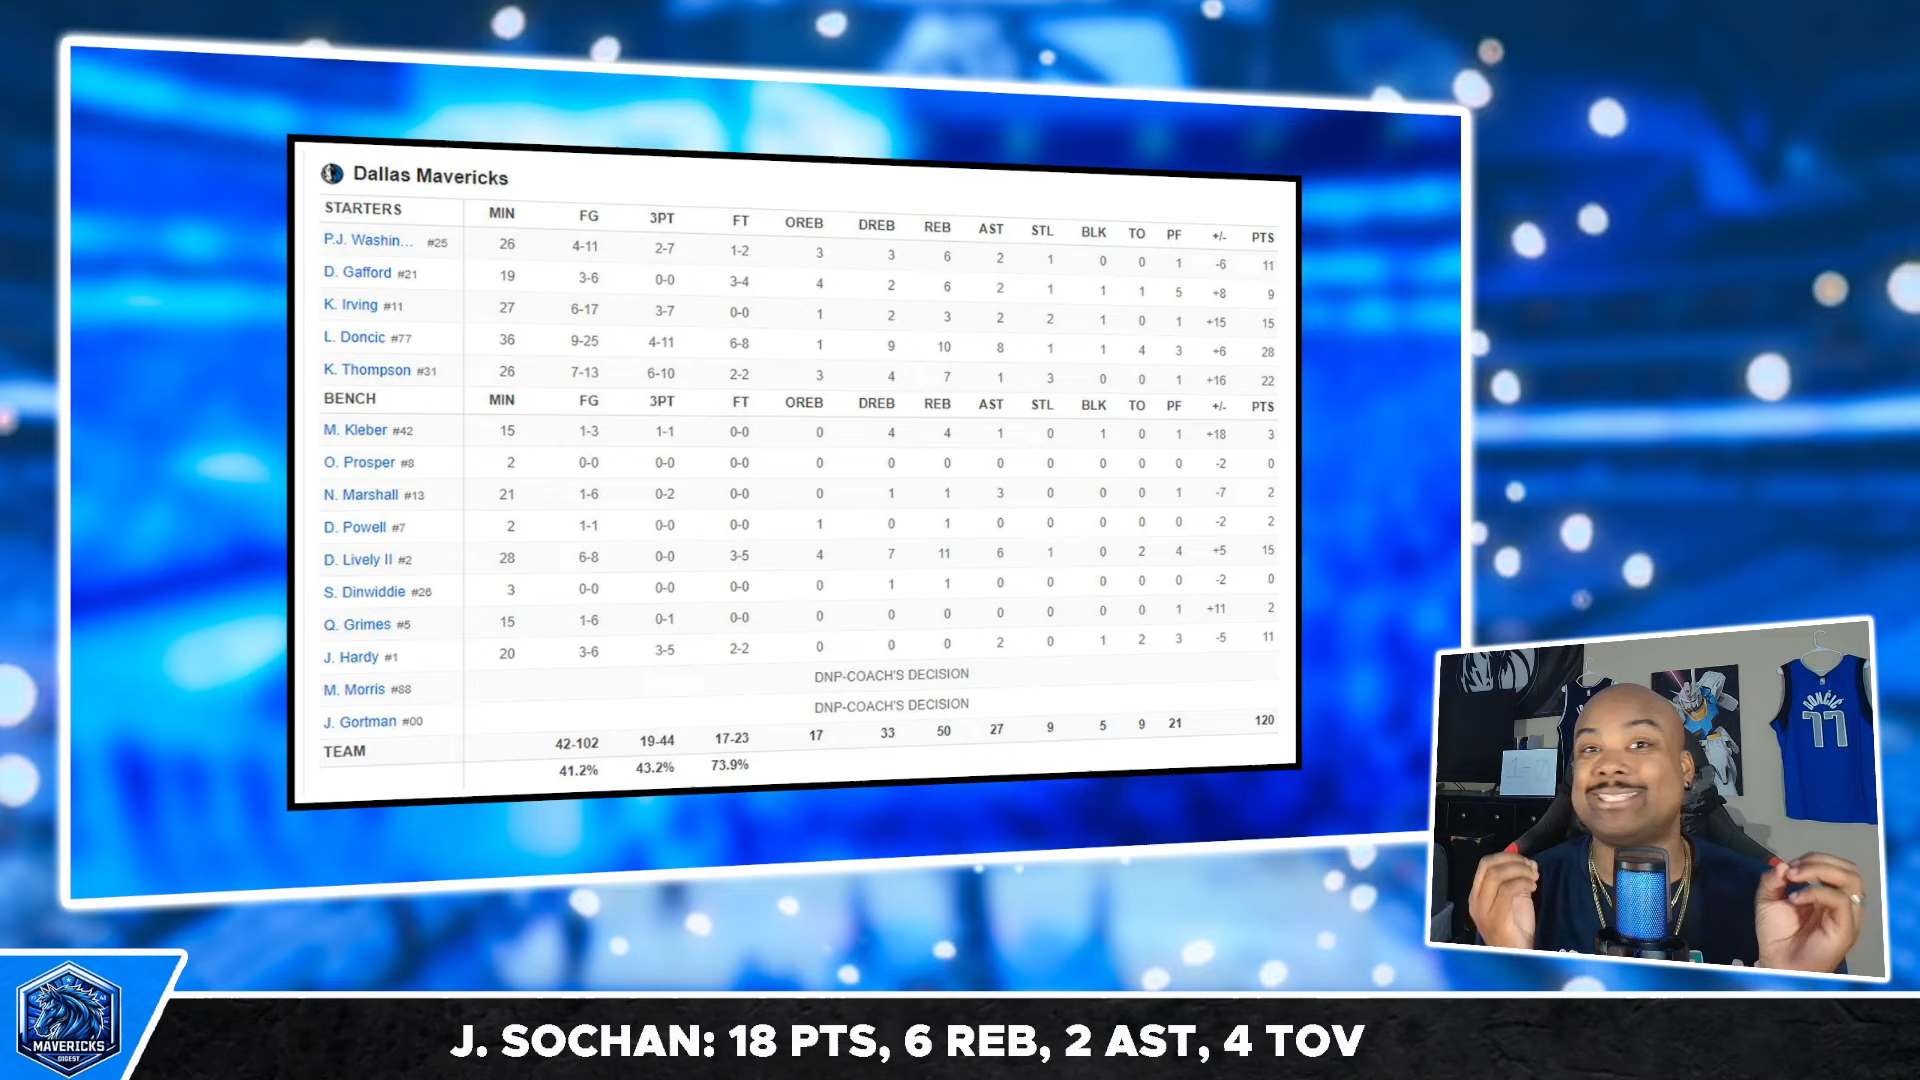 Dallas Mavericks
STARTERS MIN FG 3PT FT OREB DREB REB AST STL BLK TO PF +/- PTS
P.J. Washin... #25 26 4-11 2-7 1-2 3 3 6 2 1 0 0 1 -6 11
D. Gafford #21 19 3-6 0-0 3-4 4 2 6 2 1 1 1 5 +8 9
K. Irving #11 27 6-17 3-7 0-0 1 2 3 2 2 1 0 1 +15 15
L. Doncic #77 36 9-25 4-11 6-8 1 9 10 8 1 1 4 3 +6 28
K. Thompson #31 26 7-13 6-10 2-2 3 4 7 1 3 0 0 1 +16 22
BENCH MIN FG 3PT FT OREB DREB REB AST STL BLK TO PF +/- PTS
M. Kleber #42 15 1-3 1-1 0-0 0 4 4 1 0 1 0 1 +18 3
O. Prosper #8 2 0-0 0-0 0-0 0 0 0 0 0 0 0 0 -2 0
N. Marshall #13 21 1-6 0-2 0-0 0 1 1 3 0 0 0 1 -7 2
D. Powell #7 2 1-1 0-0 0-0 1 0 1 0 0 0 0 0 -2 2
D. Lively II #2 28 6-8 0-0 3-5 4 7 11 6 1 0 2 4 +5 15
S. Dinwiddie #26 3 0-0 0-0 0-0 0 1 1 0 0 0 0 0 -2 0
Q. Grimes #5 15 1-6 0-1 0-0 0 0 0 0 0 0 0 1 +11 2
J. Hardy #1 20 3-6 3-5 2-2 0 0 0 2 0 1 2 3 -5 11
M. Morris #88 DNP-COACH'S DECISION
J. Gortman #00 DNP-COACH'S DECISION
TEAM 42-102 19-44 17-23 17 33 50 27 9 5 9 21 120
41.2% 43.2% 73.9%
DONČIĆ
77
1-0
MAVERICKS
DIGEST
J. SOCHAN: 18 PTS, 6 REB, 2 AST, 4 TOV